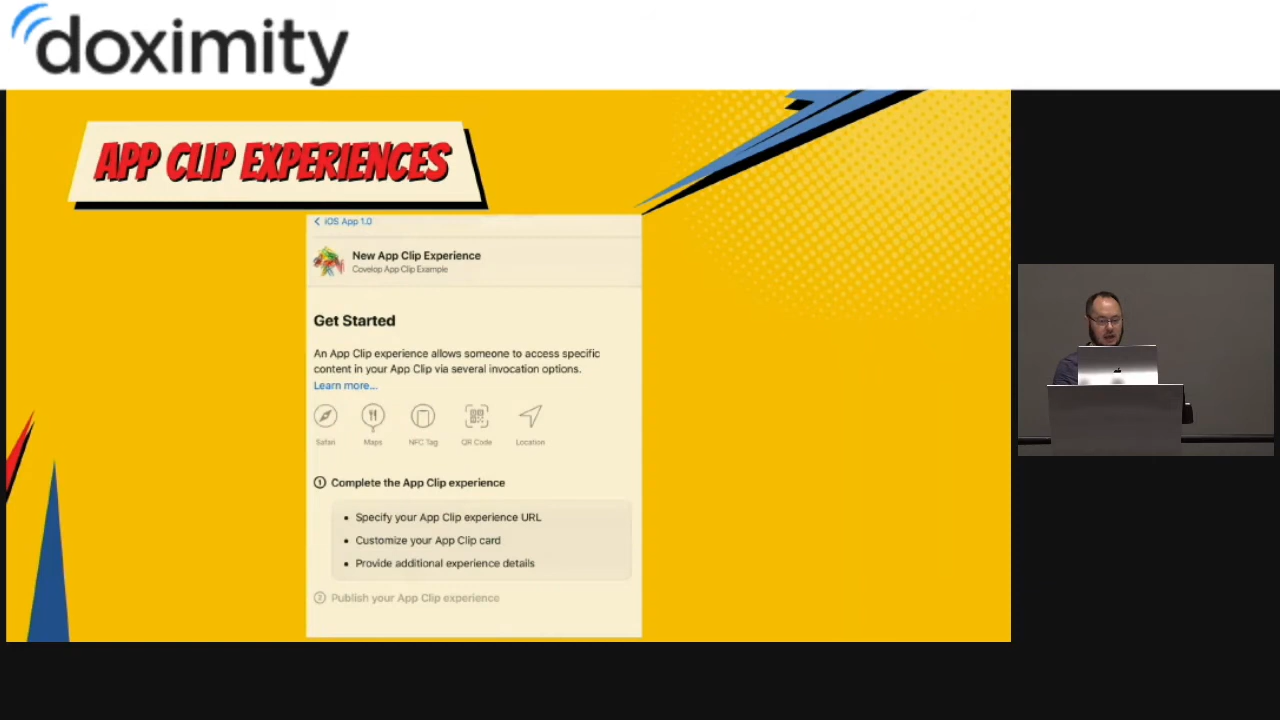 doximity
APP CLIP EXPERIENCES
iOS App 1.0
New App Clip Experience
Covelop App Clip Example
Get Started
An App Clip experience allows someone to access specific
content in your App Clip via several invocation options.
Learn more...
Safari Maps NFC Tag QR Code Location
1 Complete the App Clip experience
• Specify your App Clip experience URL
• Customize your App Clip card
• Provide additional experience details
2 Publish your App Clip experience